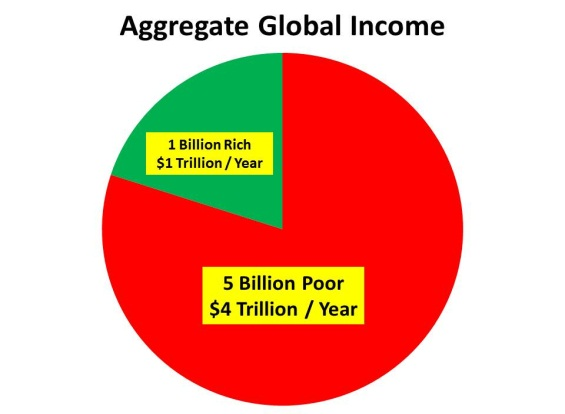 Aggregate Global Income
1 Billion Rich
$1 Trillion / Year
5 Billion Poor
$4 Trillion / Year